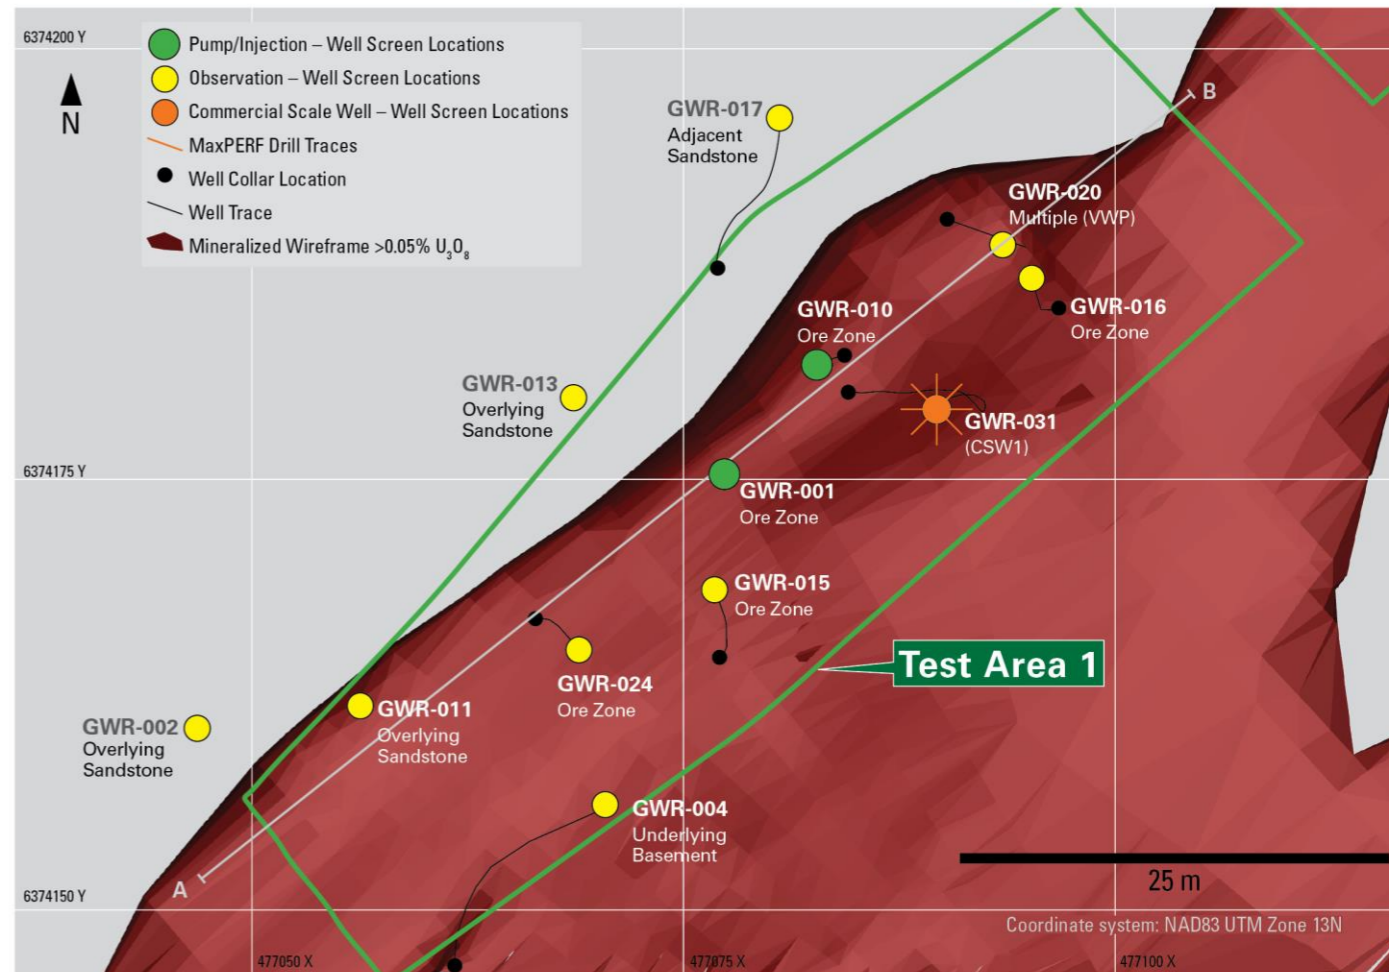 6374200 Y
N
Pump/Injection – Well Screen Locations
Observation – Well Screen Locations
Commercial Scale Well – Well Screen Locations
MaxPERF Drill Traces
Well Collar Location
Well Trace
Mineralized Wireframe >0.05% U₃O₈
GWR-017
Adjacent
Sandstone
B
GWR-020
Multiple (VWP)
GWR-016
Ore Zone
GWR-010
Ore Zone
GWR-013
Overlying
Sandstone
GWR-031
(CSW1)
6374175 Y
GWR-001
Ore Zone
GWR-015
Ore Zone
Test Area 1
GWR-024
Ore Zone
GWR-011
Overlying
Sandstone
GWR-002
Overlying
Sandstone
GWR-004
Underlying
Basement
A
25 m
6374150 Y
Coordinate system: NAD83 UTM Zone 13N
477050 X
477075 X
477100 X